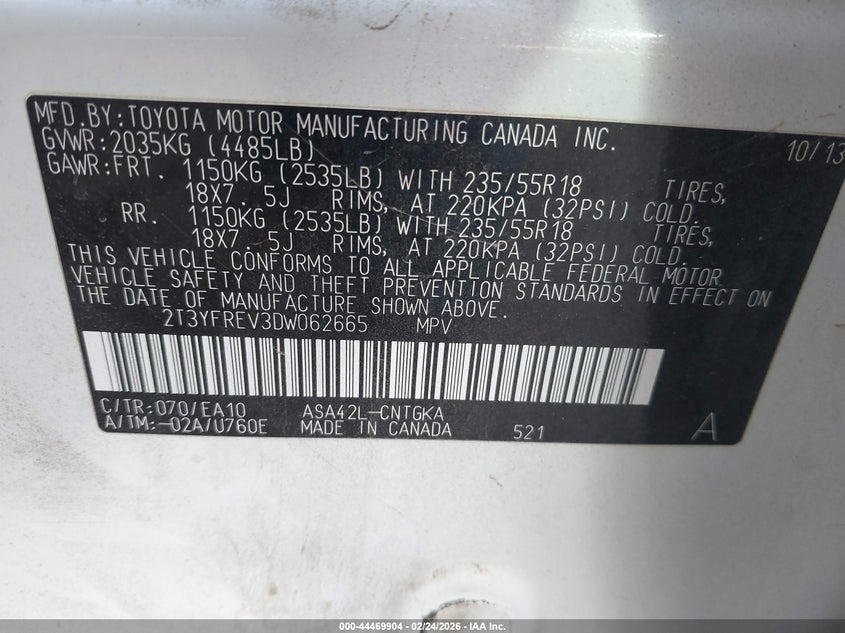 MFD.BY:TOYOTA MOTOR MANUFACTURING CANADA INC. 10/13
GVWR:2035KG (4485LB)
GAWR:FRT. 1150KG (2535LB) WITH 235/55R18 TIRES,
18X7. 5J RIMS, AT 220KPA (32PSI) COLD.
RR. 1150KG (2535LB) WITH 235/55R18 TIRES,
18X7. 5J RIMS, AT 220KPA (32PSI) COLD.
THIS VEHICLE CONFORMS TO ALL APPLICABLE FEDERAL MOTOR
VEHICLE SAFETY AND THEFT PREVENTION STANDARDS IN EFFECT ON
THE DATE OF MANUFACTURE SHOWN ABOVE.
2T3YFREV3DW062665 MPV
C/TR:070/EA10 ASA42L-CNTGKA
A/TM:-02A/U760E MADE IN CANADA 521 A
000-44469904 - 02/24/2026 - IAA Inc.